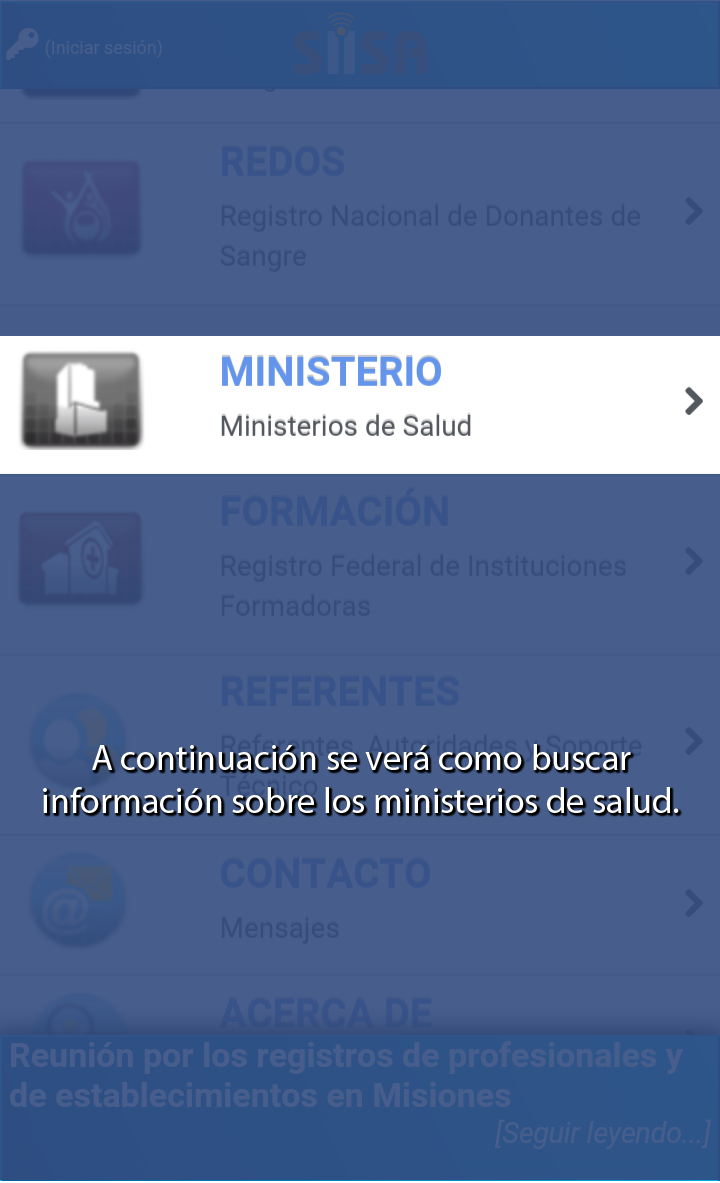 (Iniciar sesión)
SIISA
REDOS
Registro Nacional de Donantes de
Sangre
MINISTERIO
Ministerios de Salud
FORMACIÓN
Registro Federal de Instituciones
Formadoras
REFERENTES
Referentes, Autoridades y Soporte
Técnico
A continuación se verá como buscar
información sobre los ministerios de salud.
CONTACTO
Mensajes
ACERCA DE
Reunión por los registros de profesionales y
de establecimientos en Misiones
[Seguir leyendo...]